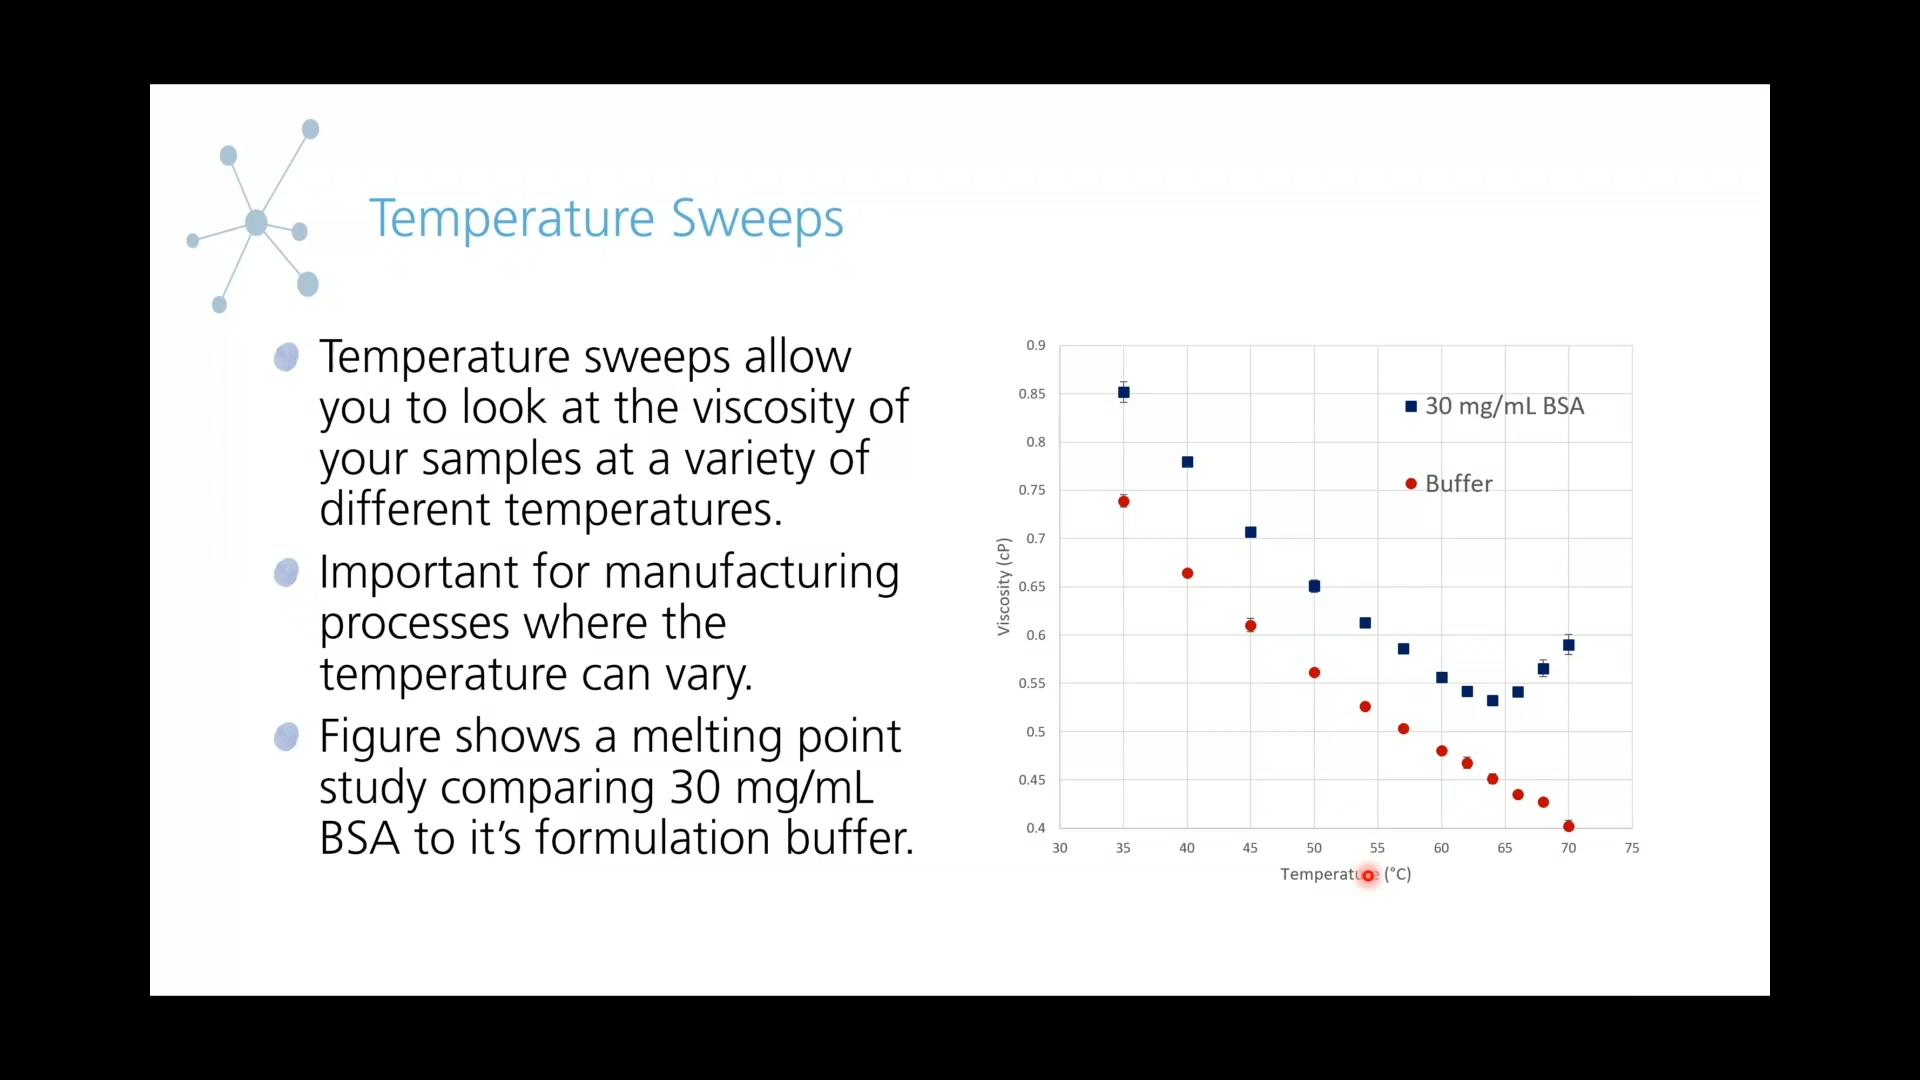 Temperature Sweeps
Temperature sweeps allow
you to look at the viscosity of
your samples at a variety of
different temperatures.
Important for manufacturing
processes where the
temperature can vary.
Figure shows a melting point
study comparing 30 mg/mL
BSA to it’s formulation buffer.
0.9
0.85
0.8
0.75
0.7
0.65
0.6
0.55
0.5
0.45
0.4
Viscosity (cP)
30 mg/mL BSA
Buffer
30 35 40 45 50 55 60 65 70 75
Temperature (°C)